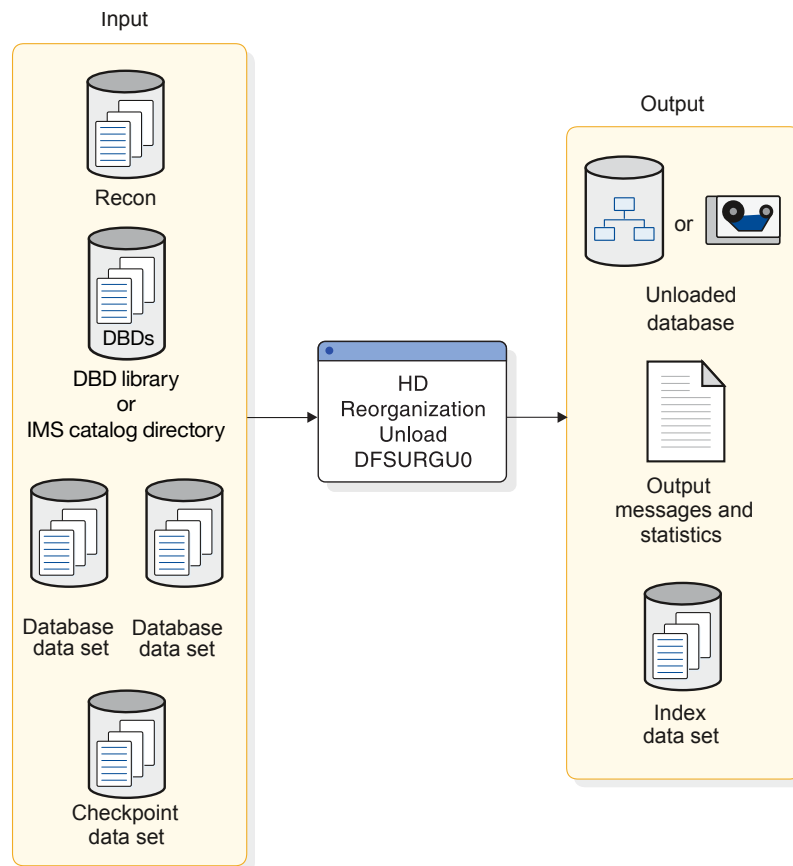 Input
Recon
DBDs
DBD library
or
IMS catalog directory
Database
data set
Database
data set
Checkpoint
data set
HD
Reorganization
Unload
DFSURGU0
Output
or
Unloaded
database
Output
messages and
statistics
Index
data set